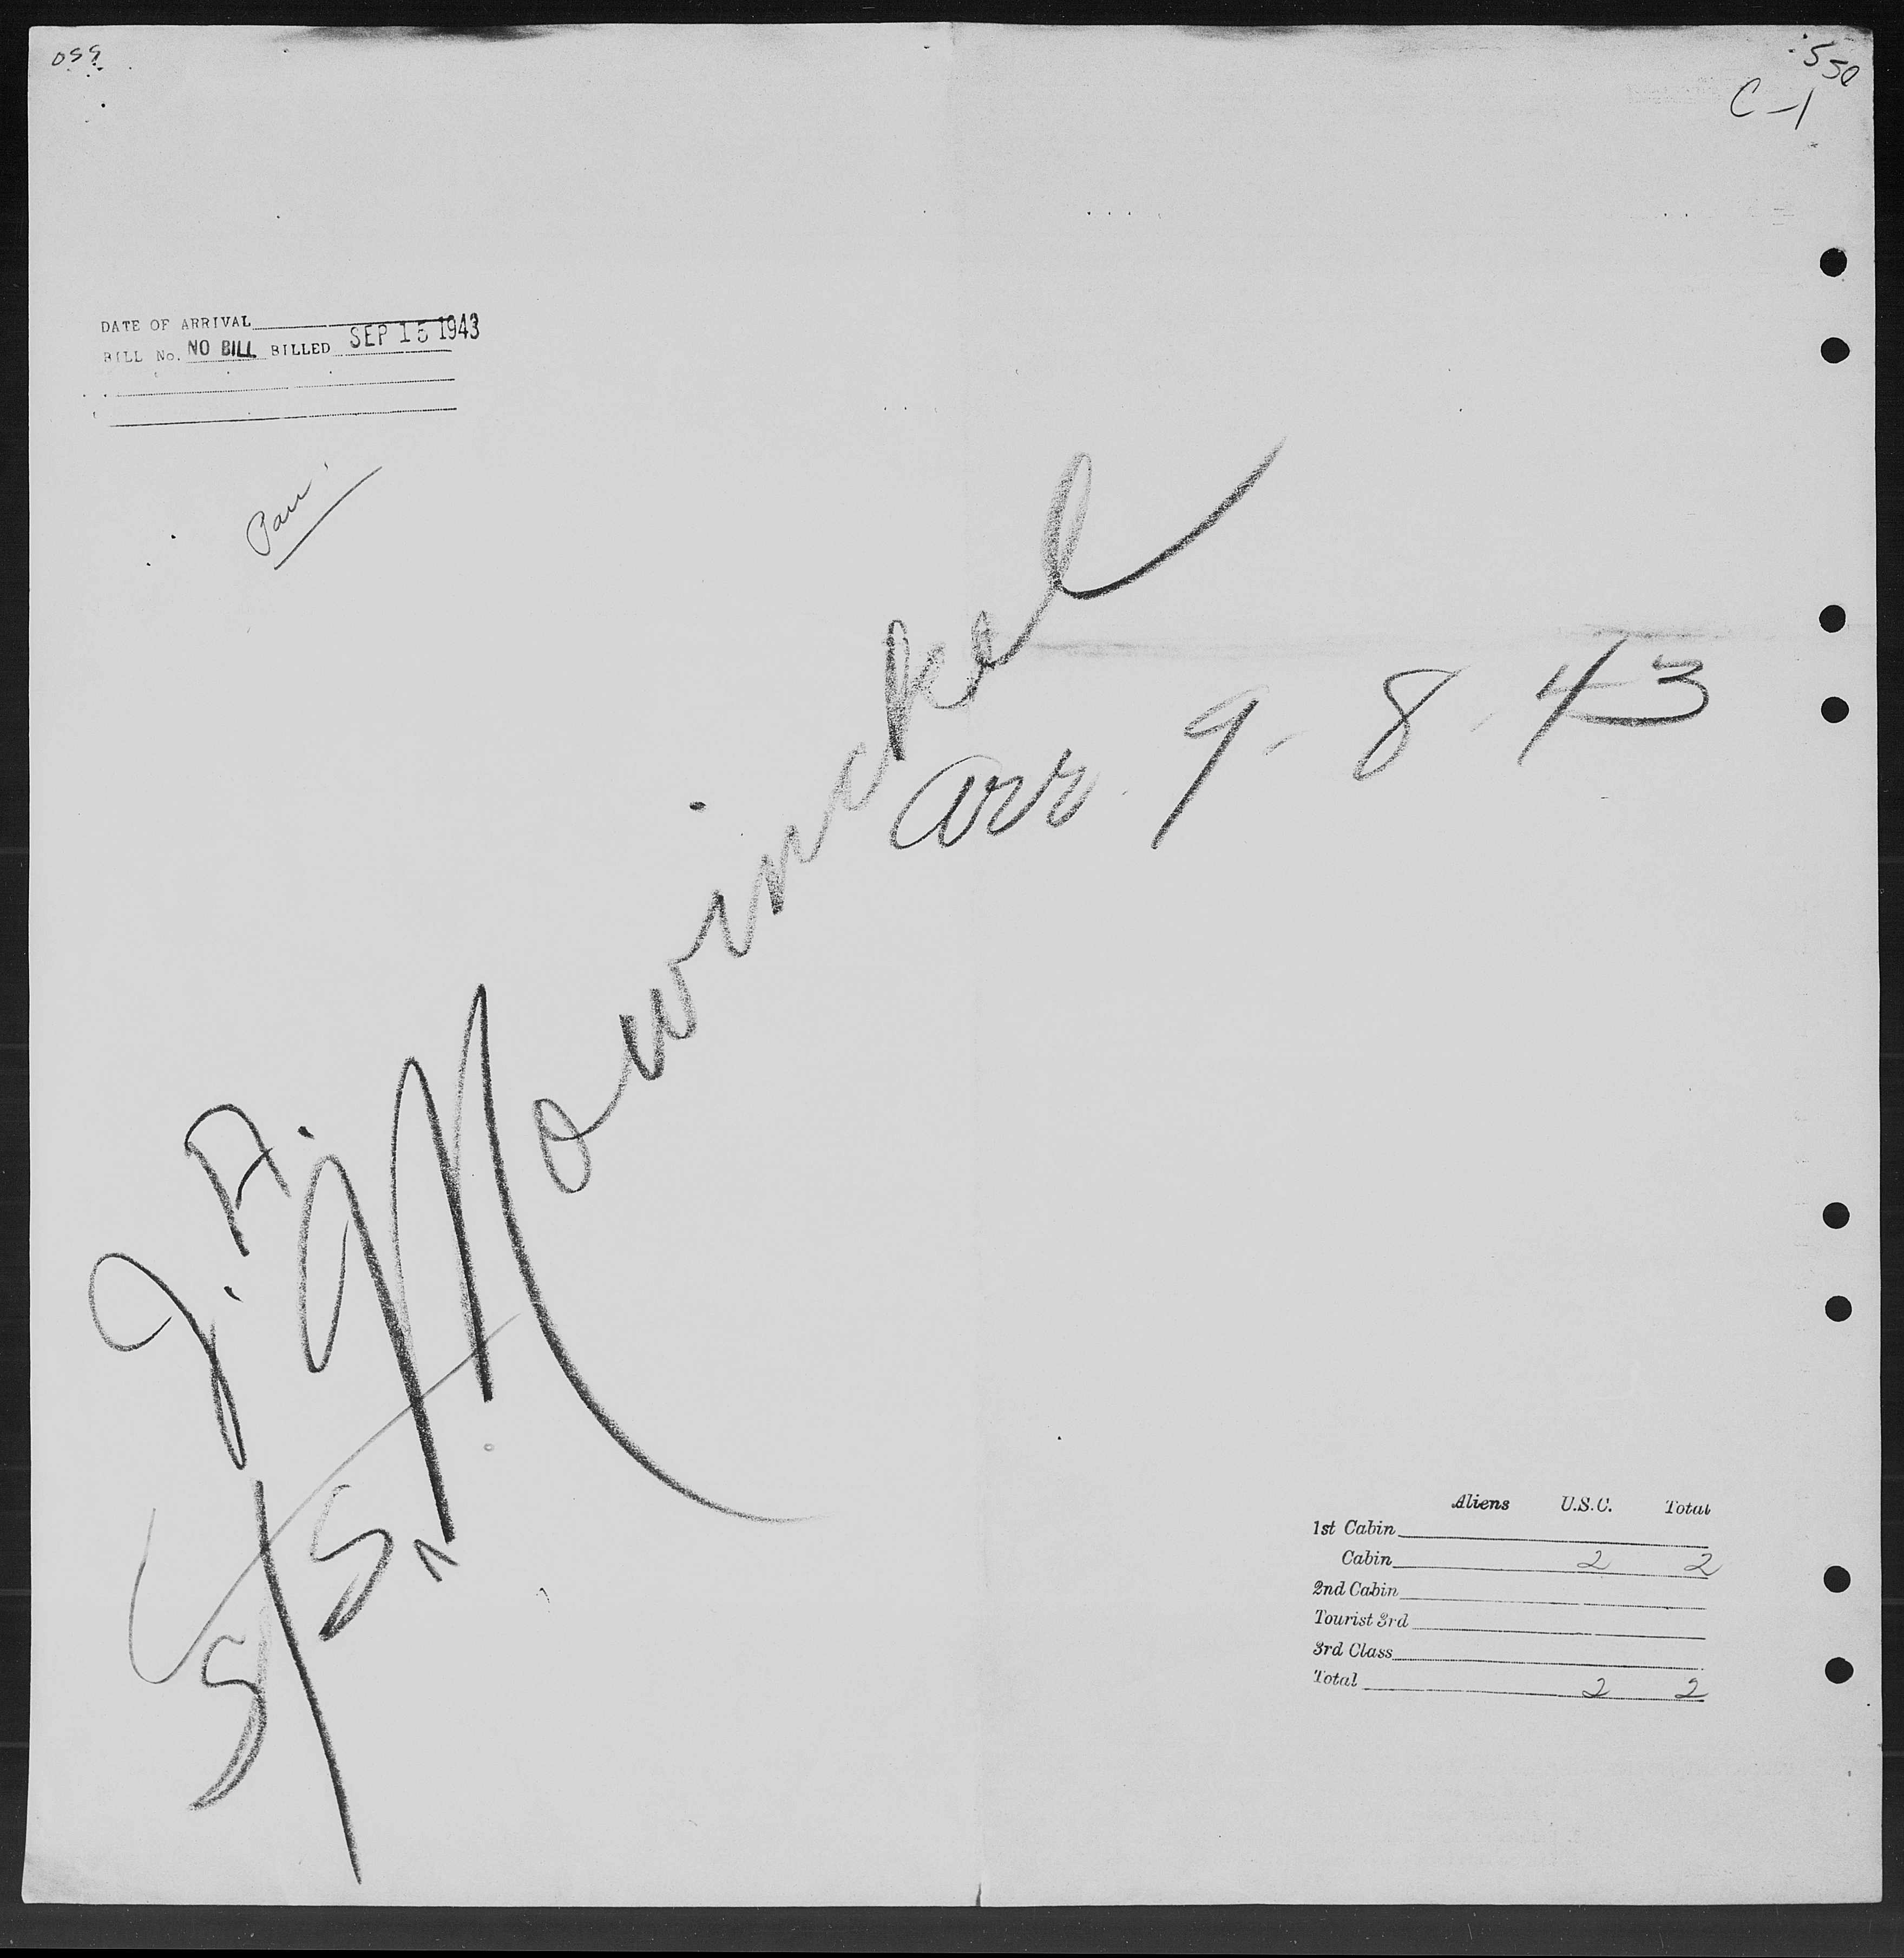 550
C-1
DATE OF ARRIVAL
BILL No. NO BILL BILLED SEP 15 1943
S/S J. A. Mowinckel
arr. 9-8-43
Aliens U.S.C. Total
1st Cabin
Cabin 2 2
2nd Cabin
Tourist 3rd
3rd Class
Total 2 2